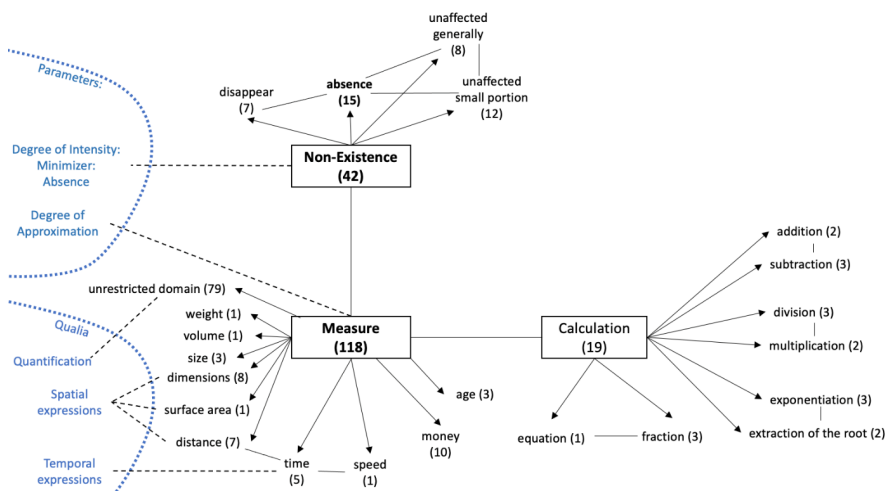 unaffected
generally
(8)
Parameters:
disappear
(7)
absence
(15)
unaffected
small portion
(12)
Degree of Intensity:
Minimizer:
Absence
Non-Existence
(42)
Degree of
Approximation
addition (2)
subtraction (3)
unrestricted domain (79)
weight (1)
volume (1)
size (3)
dimensions (8)
surface area (1)
distance (7)
Qualia
Quantification
Spatial
expressions
Temporal
expressions
Measure
(118)
Calculation
(19)
division (3)
multiplication (2)
exponentiation (3)
extraction of the root (2)
age (3)
money
(10)
equation (1)
fraction (3)
time
(5)
speed
(1)